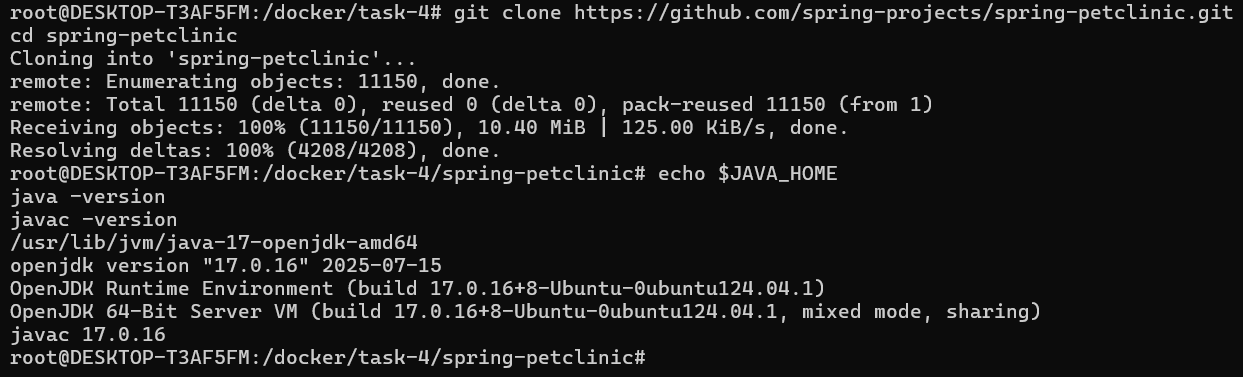 root@DESKTOP-T3AF5FM:/docker/task-4# git clone https://github.com/spring-projects/spring-petclinic.git
cd spring-petclinic
Cloning into 'spring-petclinic'...
remote: Enumerating objects: 11150, done.
remote: Total 11150 (delta 0), reused 0 (delta 0), pack-reused 11150 (from 1)
Receiving objects: 100% (11150/11150), 10.40 MiB | 125.00 KiB/s, done.
Resolving deltas: 100% (4208/4208), done.
root@DESKTOP-T3AF5FM:/docker/task-4/spring-petclinic# echo $JAVA_HOME
java -version
javac -version
/usr/lib/jvm/java-17-openjdk-amd64
openjdk version "17.0.16" 2025-07-15
OpenJDK Runtime Environment (build 17.0.16+8-Ubuntu-0ubuntu124.04.1)
OpenJDK 64-Bit Server VM (build 17.0.16+8-Ubuntu-0ubuntu124.04.1, mixed mode, sharing)
javac 17.0.16
root@DESKTOP-T3AF5FM:/docker/task-4/spring-petclinic#